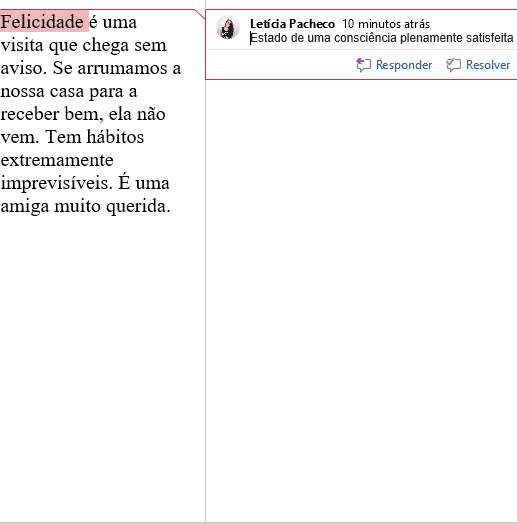 Felicidade é uma
visita que chega sem
aviso. Se arrumamos a
nossa casa para a
receber bem, ela não
vem. Tem hábitos
extremamente
imprevisíveis. É uma
amiga muito querida.
Letícia Pacheco 10 minutos atrás
Estado de uma consciência plenamente satisfeita
Responder Resolver